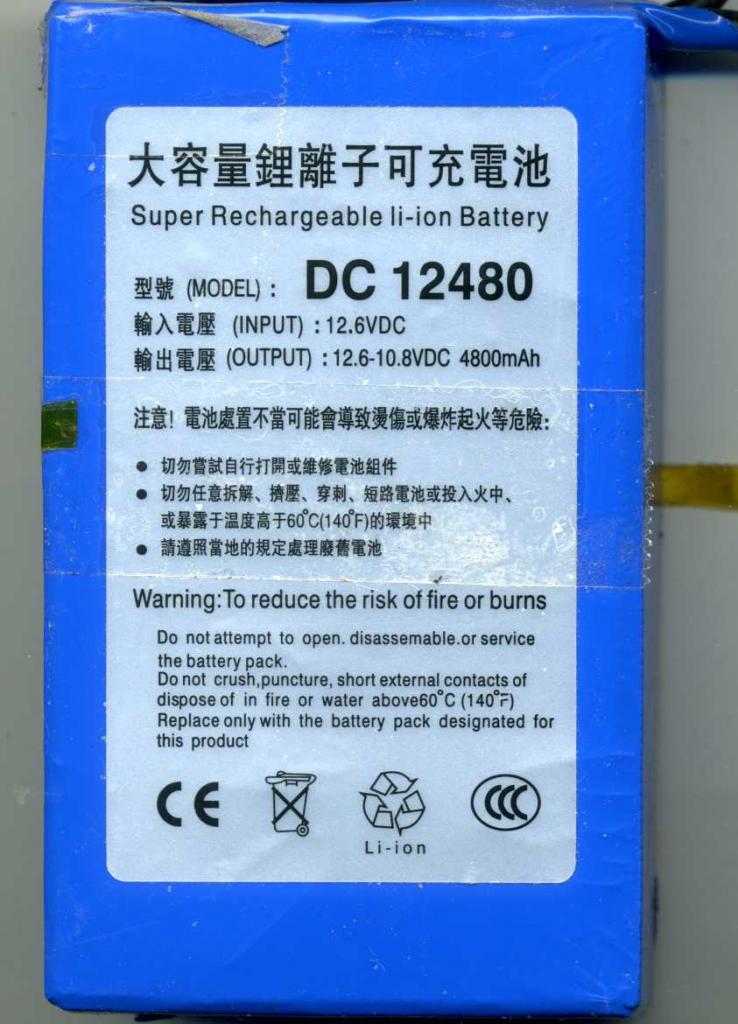 大容量鋰離子可充電池
Super Rechargeable li-ion Battery
型號 (MODEL) : DC 12480
輸入電壓 (INPUT) : 12.6VDC
輸出電壓 (OUTPUT) : 12.6-10.8VDC 4800mAh
注意! 電池處置不當可能會導致燙傷或爆炸起火等危險:
● 切勿嘗試自行打開或維修電池組件
● 切勿任意拆解、擠壓、穿刺、短路電池或投入火中、
或暴露于溫度高于60°C(140°F)的環境中
● 請遵照當地的規定處理廢舊電池
Warning:To reduce the risk of fire or burns
Do not attempt to open. disassemable.or service
the battery pack.
Do not crush,puncture, short external contacts of
dispose of in fire or water above60°C (140°F)
Replace only with the battery pack designated for
this product
CE
CCC
Li-ion